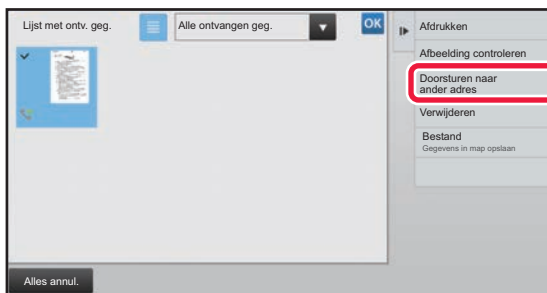 Lijst met ontv. geg.
Alle ontvangen geg.
OK
Afdrukken
Afbeelding controleren
Doorsturen naar
ander adres
Verwijderen
Bestand
Gegevens in map opslaan
Alles annul.